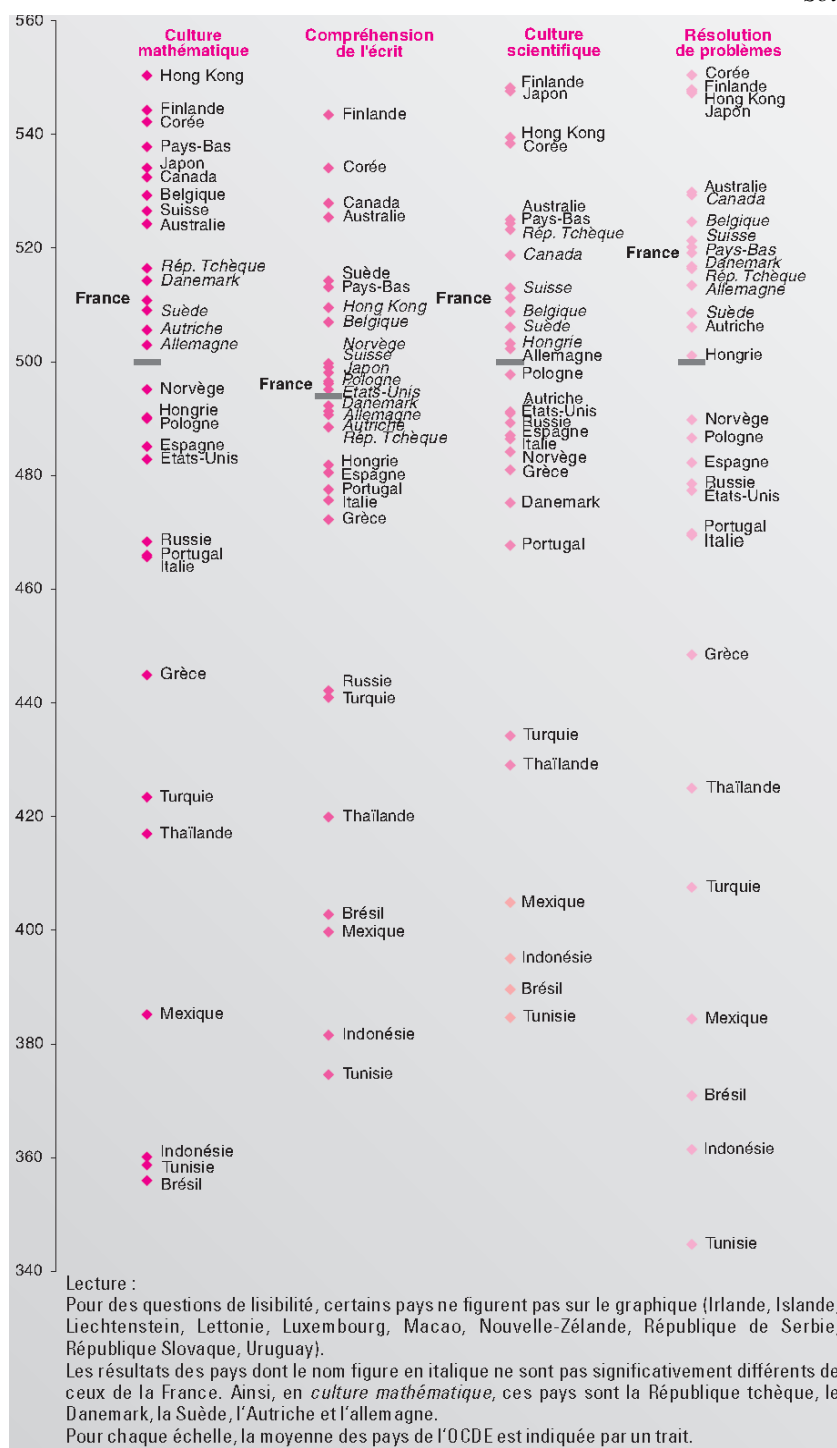 560
540
520
500
480
460
440
420
400
380
360
340
Culture
mathématique
Hong Kong
Finlande
Corée
Pays-Bas
Japon
Canada
Belgique
Suisse
Australie
Rép. Tchèque
Danemark
France
Suède
Autriche
Allemagne
Norvège
Hongrie
Pologne
Espagne
Etats-Unis
Russie
Portugal
Italie
Grèce
Turquie
Thaïlande
Mexique
Indonésie
Tunisie
Brésil
Compréhension
de l'écrit
Finlande
Corée
Canada
Australie
Suède
Pays-Bas
Hong Kong
Belgique
Norvège
Suisse
Japon
Pologne
France
Etats-Unis
Danemark
Allemagne
Autriche
Rép. Tchèque
Hongrie
Espagne
Portugal
Italie
Grèce
Russie
Turquie
Thaïlande
Brésil
Mexique
Indonésie
Tunisie
Culture
scientifique
Finlande
Japon
Hong Kong
Corée
Australie
Pays-Bas
Rép. Tchèque
Canada
Suisse
France
Belgique
Suède
Hongrie
Allemagne
Pologne
Autriche
États-Unis
Russie
Espagne
Italie
Norvège
Grèce
Danemark
Portugal
Turquie
Thaïlande
Mexique
Indonésie
Brésil
Tunisie
Résolution
de problèmes
Corée
Finlande
Hong Kong
Japon
Australie
Canada
Belgique
Suisse
France
Pays-Bas
Danemark
Rép. Tchèque
Allemagne
Suède
Autriche
Hongrie
Norvège
Pologne
Espagne
Russie
États-Unis
Portugal
Italie
Grèce
Thaïlande
Turquie
Mexique
Brésil
Indonésie
Tunisie
Lecture :
Pour des questions de lisibilité, certains pays ne figurent pas sur le graphique (Irlande, Islande,
Liechtenstein, Lettonie, Luxembourg, Macao, Nouvelle-Zélande, République de Serbie,
République Slovaque, Uruguay).
Les résultats des pays dont le nom figure en italique ne sont pas significativement différents de
ceux de la France. Ainsi, en culture mathématique, ces pays sont la République tchèque, le
Danemark, la Suède, l'Autriche et l'allemagne.
Pour chaque échelle, la moyenne des pays de l'OCDE est indiquée par un trait.